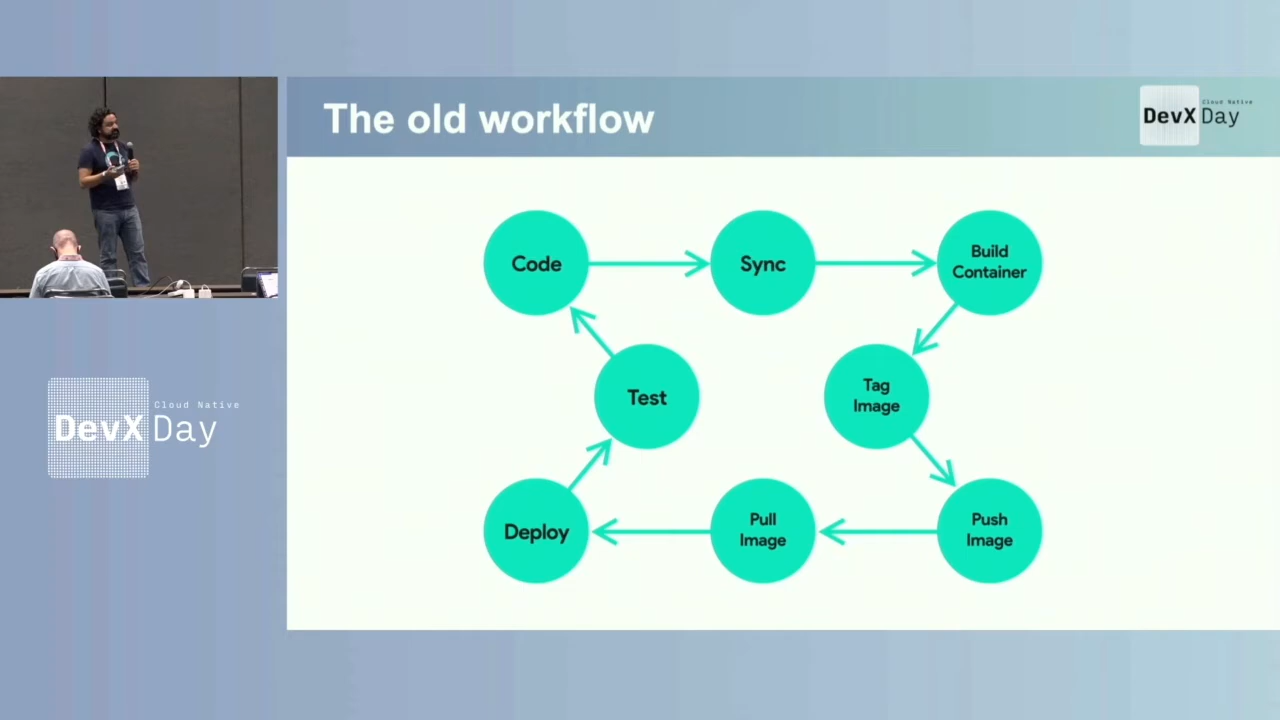 The old workflow
Cloud Native
DevX Day
Code
Sync
Build
Container
Test
Tag
Image
Deploy
Pull
Image
Push
Image
Cloud Native
DevX Day